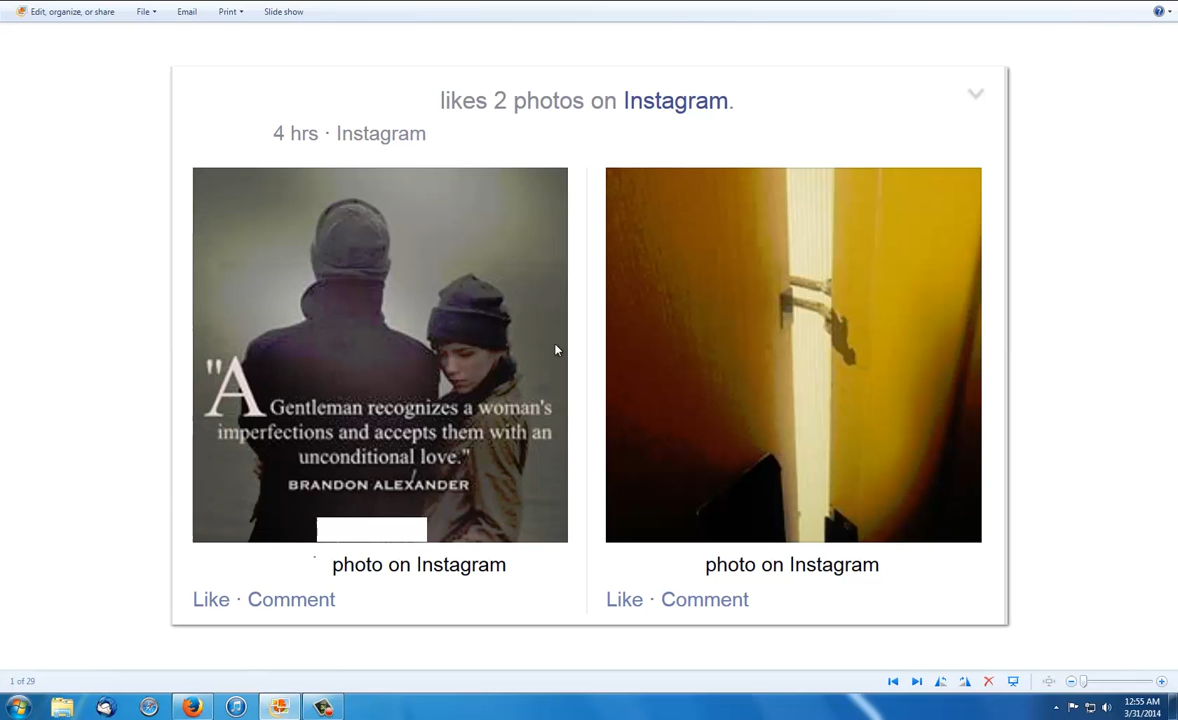 Edit, organize, or share File Email Print Slide show
likes 2 photos on Instagram.
4 hrs · Instagram
"A Gentleman recognizes a woman's
imperfections and accepts them with an
unconditional love."
BRANDON ALEXANDER
photo on Instagram
Like · Comment
photo on Instagram
Like · Comment
1 of 29
12:55 AM
3/31/2014